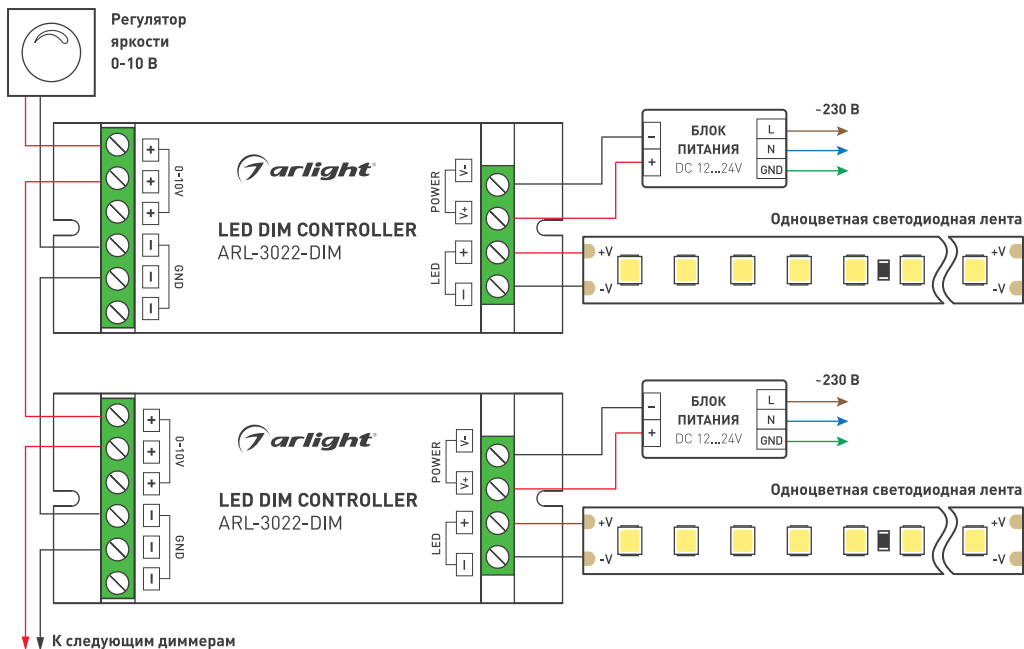 Регулятор
яркости
0-10 В
+
+
+
0-10V
–
–
–
GND
arlight®
LED DIM CONTROLLER
ARL-3022-DIM
POWER
V-
V+
LED
+
–
~230 В
–
+
БЛОК
ПИТАНИЯ
DC 12...24V
L
N
GND
Одноцветная светодиодная лента
+V
-V
+V
-V
+
+
+
0-10V
–
–
–
GND
arlight®
LED DIM CONTROLLER
ARL-3022-DIM
POWER
V-
V+
LED
+
–
~230 В
–
+
БЛОК
ПИТАНИЯ
DC 12...24V
L
N
GND
Одноцветная светодиодная лента
+V
-V
+V
-V
К следующим диммерам